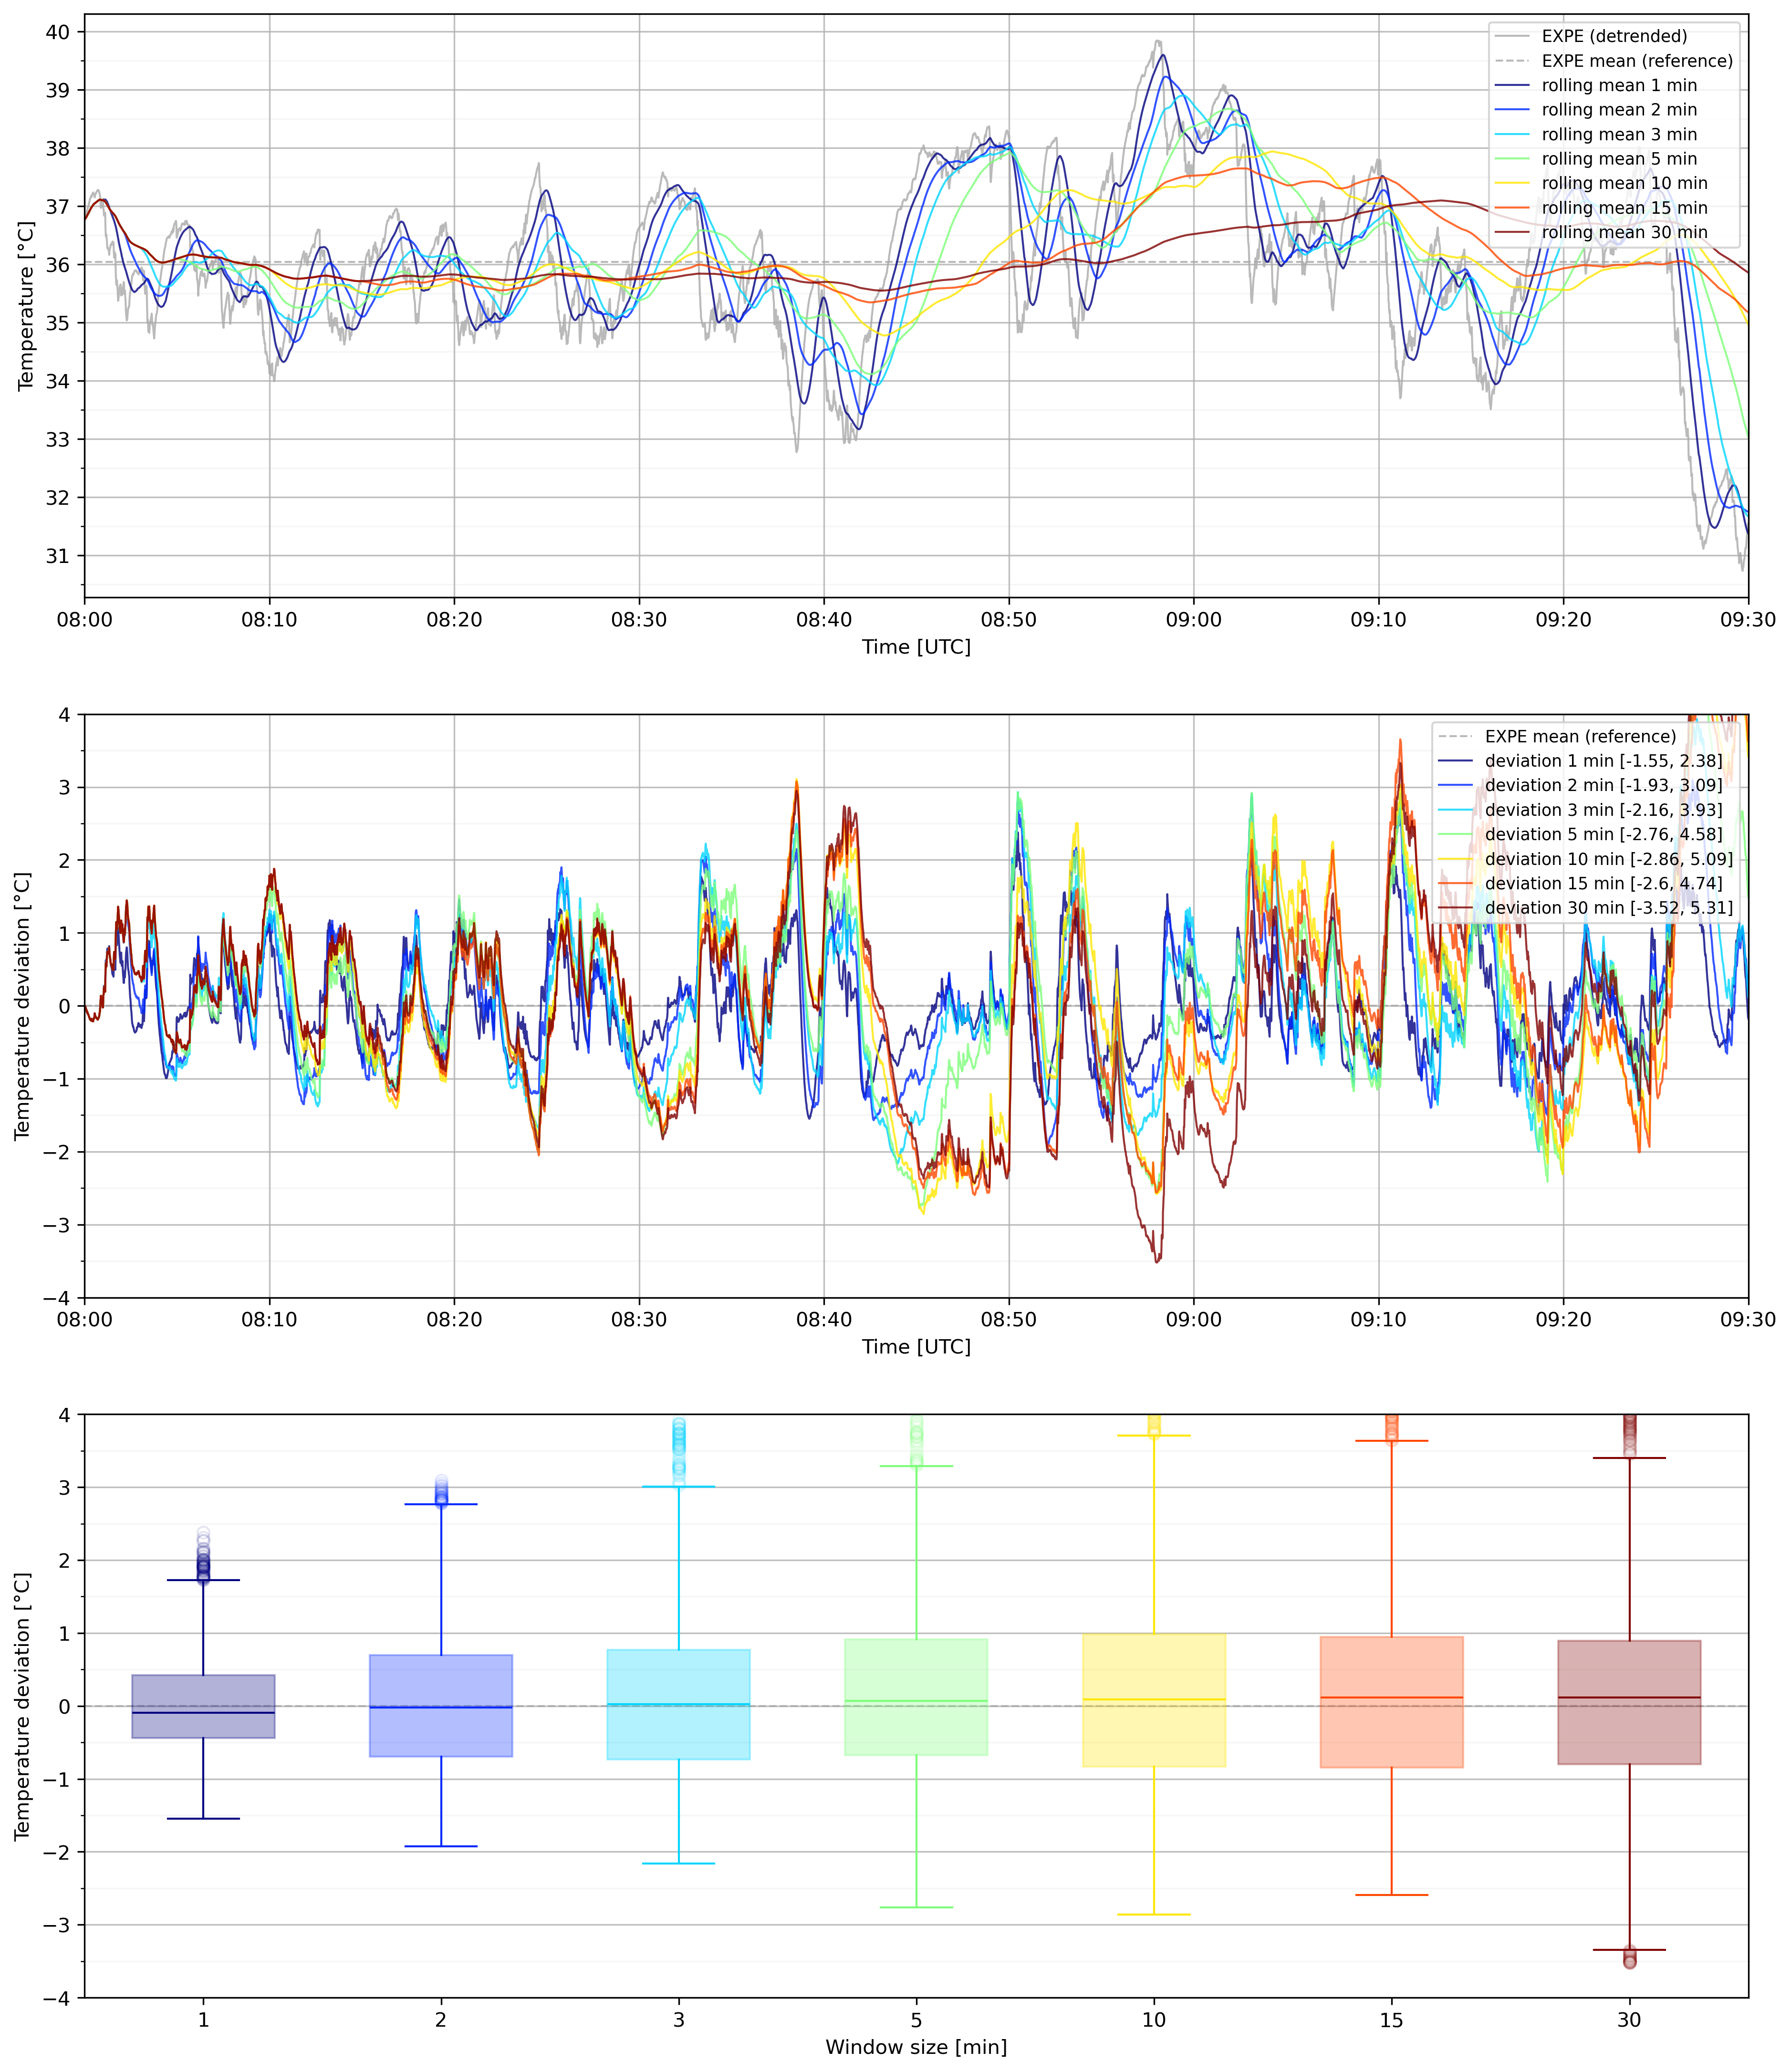 40
39
38
37
36
35
34
33
32
31
Temperature [°C]
EXPE (detrended)
EXPE mean (reference)
rolling mean 1 min
rolling mean 2 min
rolling mean 3 min
rolling mean 5 min
rolling mean 10 min
rolling mean 15 min
rolling mean 30 min
08:00 08:10 08:20 08:30 08:40 08:50 09:00 09:10 09:20 09:30
Time [UTC]
4
3
2
1
0
−1
−2
−3
−4
Temperature deviation [°C]
EXPE mean (reference)
deviation 1 min [-1.55, 2.38]
deviation 2 min [-1.93, 3.09]
deviation 3 min [-2.16, 3.93]
deviation 5 min [-2.76, 4.58]
deviation 10 min [-2.86, 5.09]
deviation 15 min [-2.6, 4.74]
deviation 30 min [-3.52, 5.31]
08:00 08:10 08:20 08:30 08:40 08:50 09:00 09:10 09:20 09:30
Time [UTC]
4
3
2
1
0
−1
−2
−3
−4
Temperature deviation [°C]
1 2 3 5 10 15 30
Window size [min]